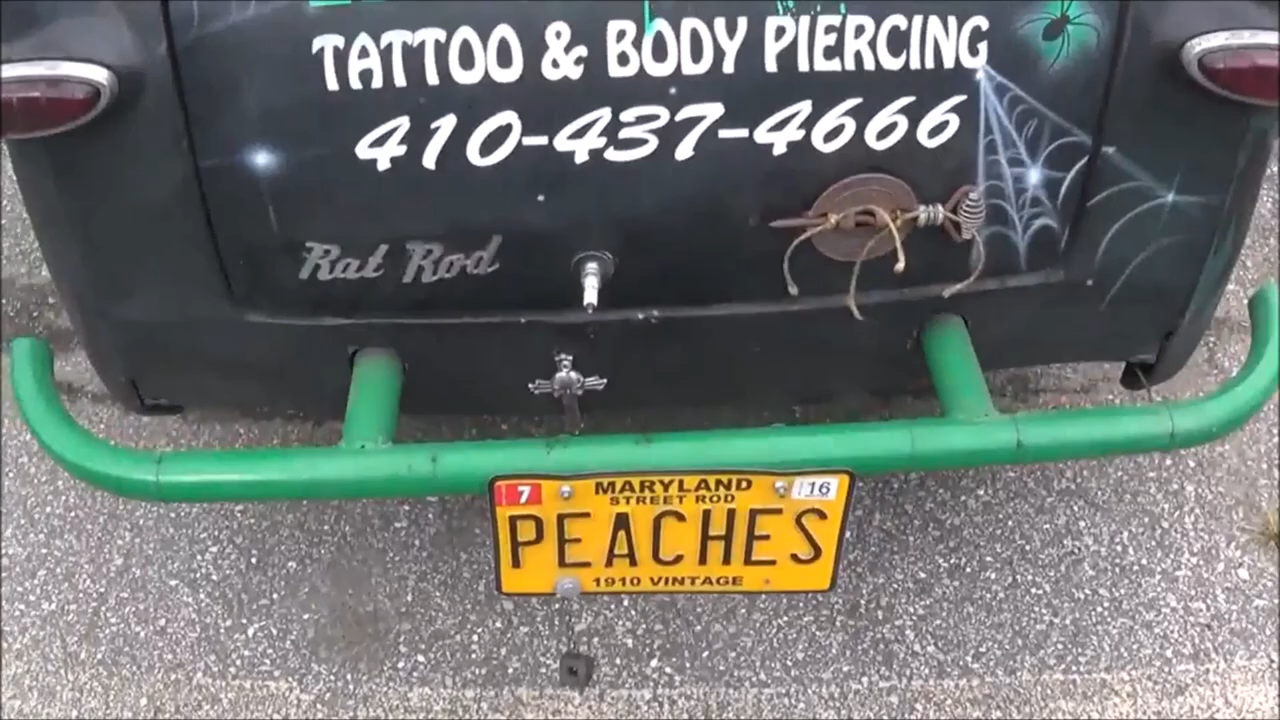 TATTOO & BODY PIERCING
410-437-4666
Rat Rod
7
MARYLAND
16
STREET ROD
PEACHES
1910 VINTAGE